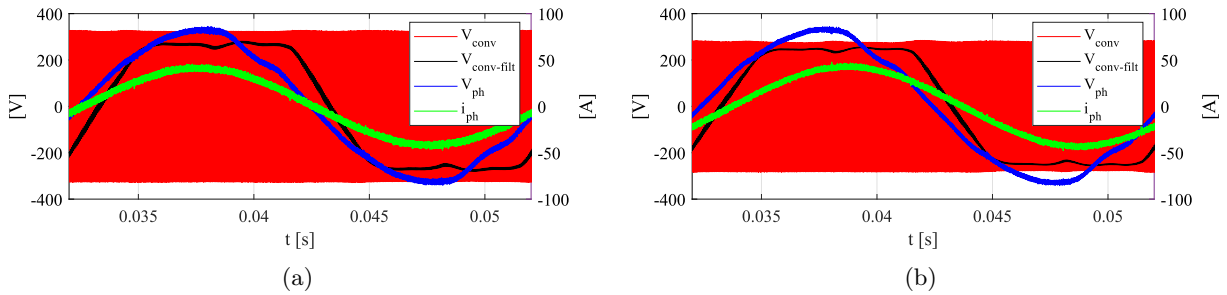 400
200
0
-200
-400
[V]
100
50
0
-50
-100
[A]
0.035
0.04
0.045
0.05
t [s]
V_conv
V_conv-filt
V_ph
i_ph
(a)
400
200
0
-200
-400
[V]
100
50
0
-50
-100
[A]
0.035
0.04
0.045
0.05
t [s]
V_conv
V_conv-filt
V_ph
i_ph
(b)